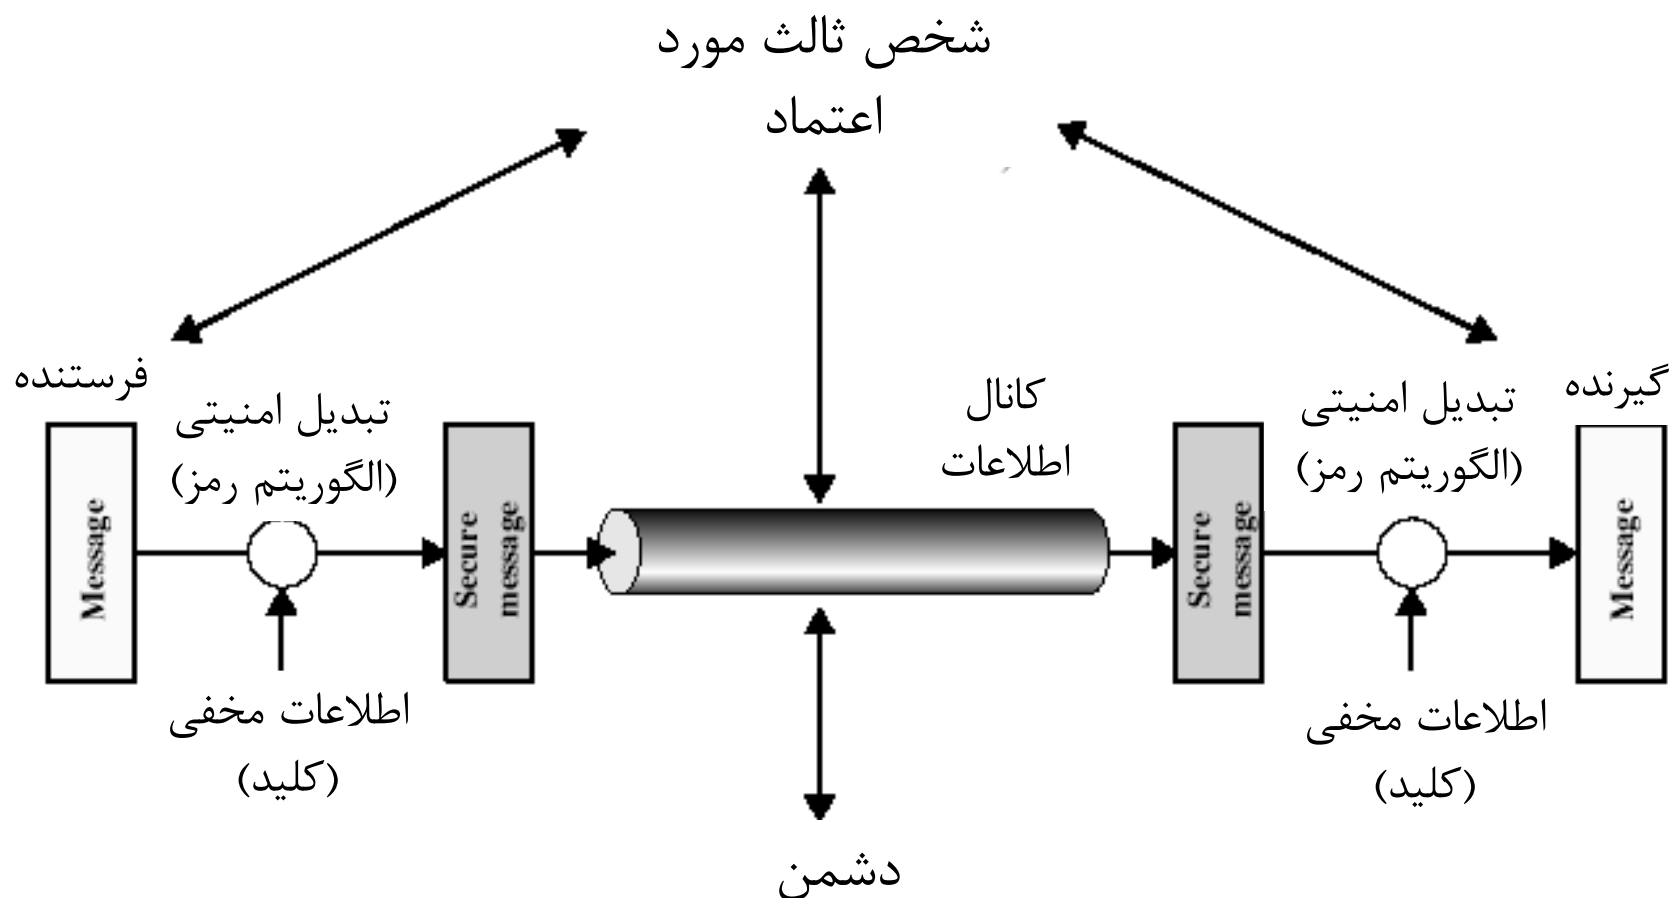 شخص ثالث مورد
اعتماد
فرستنده
تبدیل امنیتی
(الگوریتم رمز)
کانال
اطلاعات
تبدیل امنیتی
(الگوریتم رمز)
گیرنده
Message
Secure
message
Secure
message
Message
اطلاعات مخفی
(کلید)
اطلاعات مخفی
(کلید)
دشمن